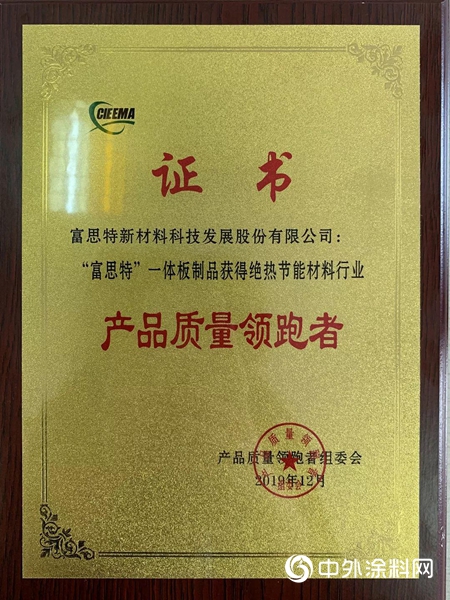 CIEEMA
证书
富思特新材料科技发展股份有限公司：
“富思特”一体板制品获得绝热节能材料行业
产品质量领跑者
产品质量领跑者组委会
2019年12月
组委会
中外涂料网